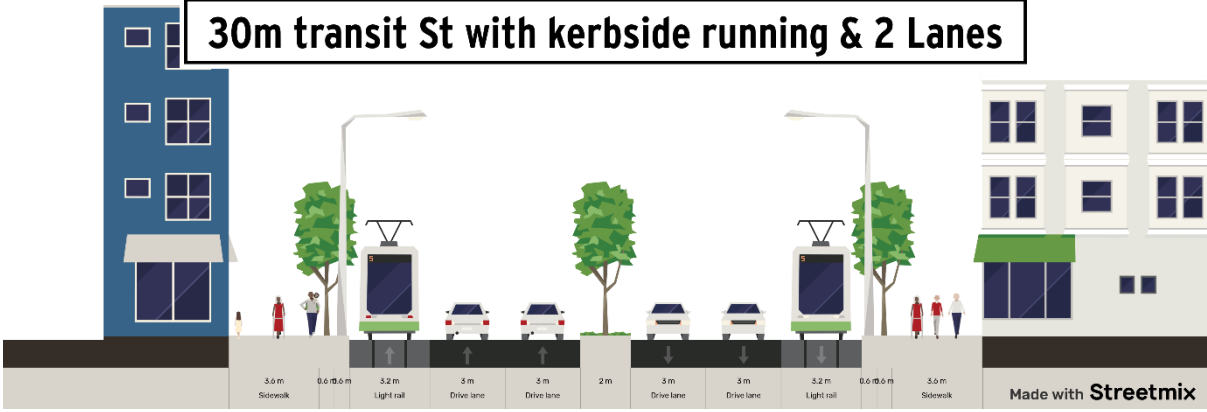 30m transit St with kerbside running & 2 Lanes
S
S
3.6 m
0.6 m
0.6 m
3.2 m
3 m
3 m
2 m
3 m
3 m
3.2 m
0.6 m
0.6 m
3.6 m
Sidewalk
Light rail
Drive lane
Drive lane
Drive lane
Drive lane
Light rail
Sidewalk
Made with Streetmix